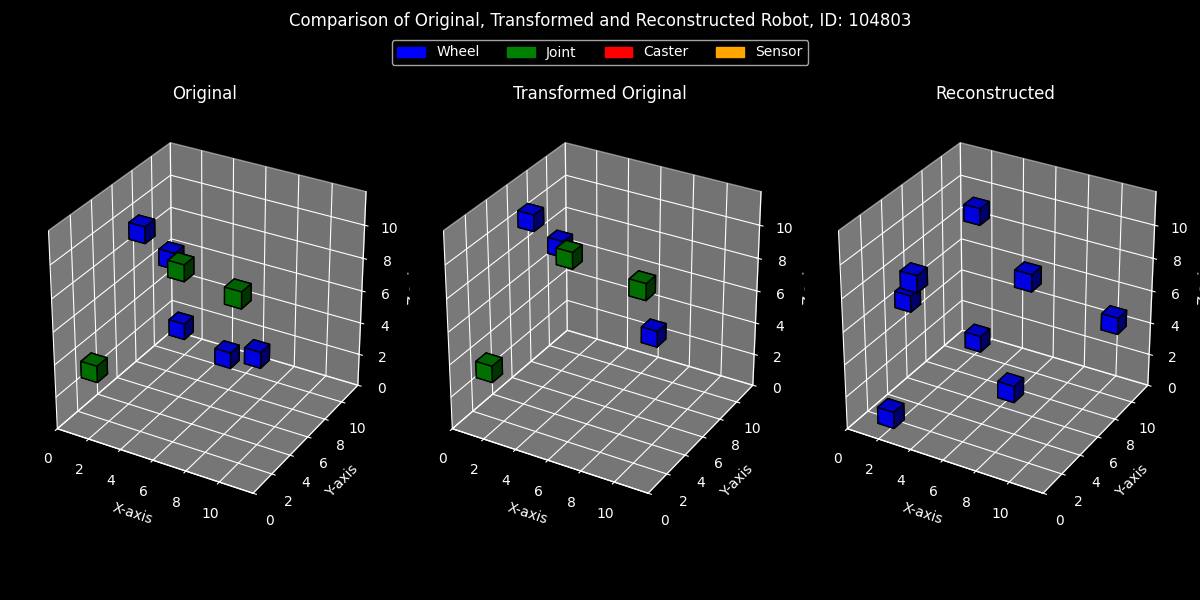 Comparison of Original, Transformed and Reconstructed Robot, ID: 104803
Wheel Joint Caster Sensor
Original Transformed Original Reconstructed
10 10 10
8 8 8
6 6 6
4 4 4
2 2 2
0 0 0
10 10 10
8 8 8
6 6 6
4 4 4
2 2 2
0 0 0
0 2 4 6 8 10 0 2 4 6 8 10 0 2 4 6 8 10
X-axis Y-axis X-axis Y-axis X-axis Y-axis